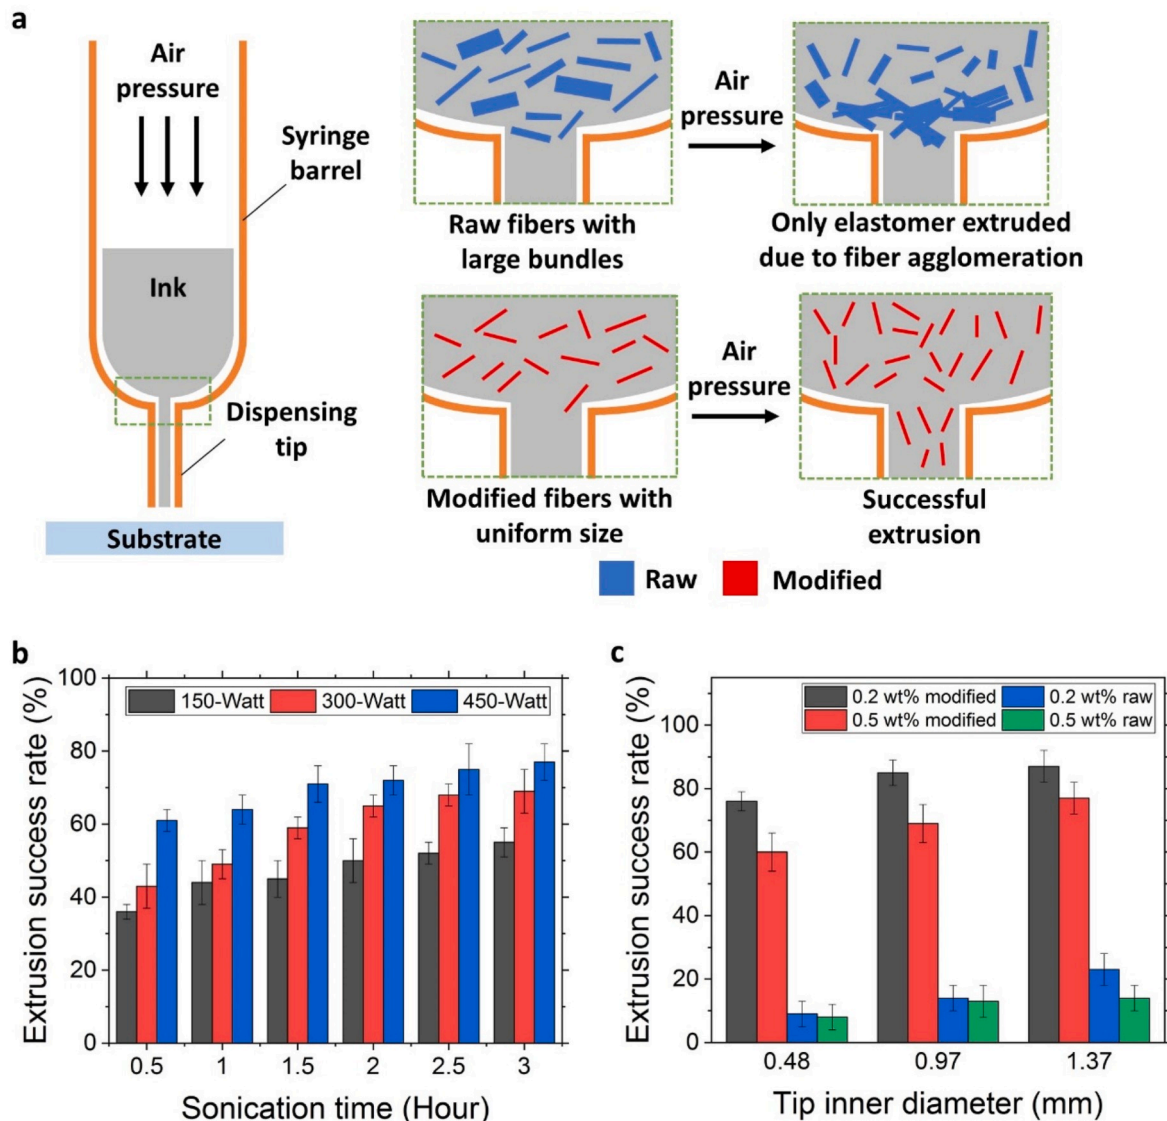 a
Air
pressure
Syringe
barrel
Ink
Dispensing
tip
Substrate
Air
pressure
Raw fibers with
large bundles
Only elastomer extruded
due to fiber agglomeration
Air
pressure
Modified fibers with
uniform size
Successful
extrusion
Raw
Modified
b
Extrusion success rate (%)
100
80
60
40
20
0
150-Watt
300-Watt
450-Watt
0.5
1
1.5
2
2.5
3
Sonication time (Hour)
c
Extrusion success rate (%)
100
80
60
40
20
0
0.2 wt% modified
0.2 wt% raw
0.5 wt% modified
0.5 wt% raw
0.48
0.97
1.37
Tip inner diameter (mm)